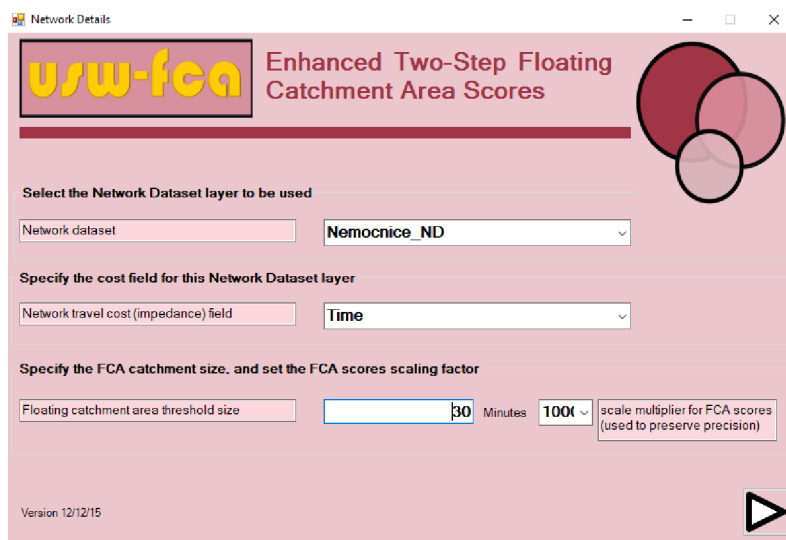 Network Details
usw-fca
Enhanced Two-Step Floating
Catchment Area Scores
Select the Network Dataset layer to be used
Network dataset
Nemocnice_ND
Specify the cost field for this Network Dataset layer
Network travel cost (impedance) field
Time
Specify the FCA catchment size, and set the FCA scores scaling factor
Floating catchment area threshold size
30 Minutes
scale multiplier for FCA scores
(used to preserve precision)
Version 12/12/15